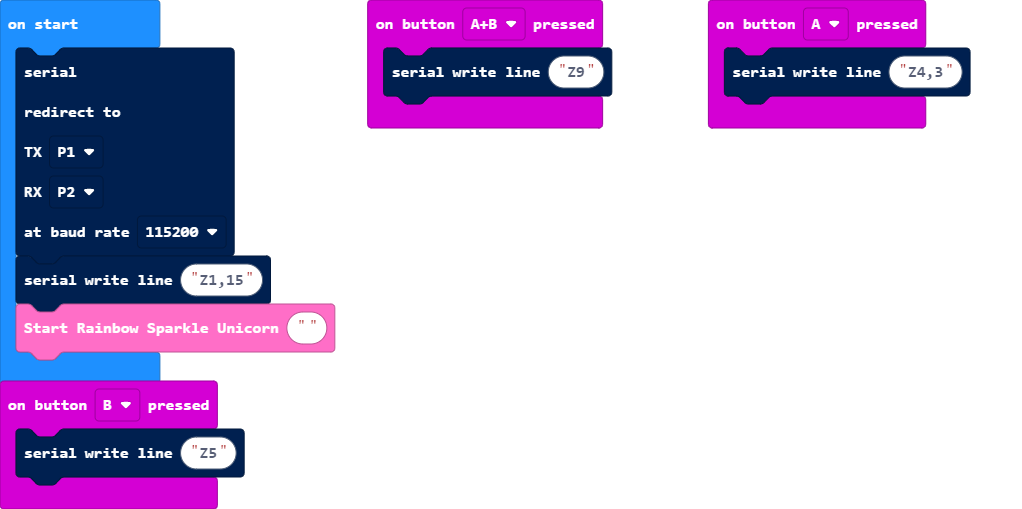 on start
serial
redirect to
TX P1
RX P2
at baud rate 115200
serial write line "Z1,15"
Start Rainbow Sparkle Unicorn " "
on button B pressed
serial write line "Z5"
on button A+B pressed
serial write line "Z9"
on button A pressed
serial write line "Z4,3"